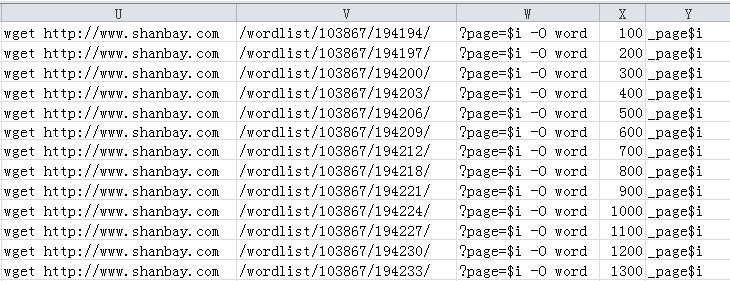 U V W X Y
wget http://www.shanbay.com /wordlist/103867/194194/ ?page=$i -O word 100 _page$i
wget http://www.shanbay.com /wordlist/103867/194197/ ?page=$i -O word 200 _page$i
wget http://www.shanbay.com /wordlist/103867/194200/ ?page=$i -O word 300 _page$i
wget http://www.shanbay.com /wordlist/103867/194203/ ?page=$i -O word 400 _page$i
wget http://www.shanbay.com /wordlist/103867/194206/ ?page=$i -O word 500 _page$i
wget http://www.shanbay.com /wordlist/103867/194209/ ?page=$i -O word 600 _page$i
wget http://www.shanbay.com /wordlist/103867/194212/ ?page=$i -O word 700 _page$i
wget http://www.shanbay.com /wordlist/103867/194218/ ?page=$i -O word 800 _page$i
wget http://www.shanbay.com /wordlist/103867/194221/ ?page=$i -O word 900 _page$i
wget http://www.shanbay.com /wordlist/103867/194224/ ?page=$i -O word 1000 _page$i
wget http://www.shanbay.com /wordlist/103867/194227/ ?page=$i -O word 1100 _page$i
wget http://www.shanbay.com /wordlist/103867/194230/ ?page=$i -O word 1200 _page$i
wget http://www.shanbay.com /wordlist/103867/194233/ ?page=$i -O word 1300 _page$i